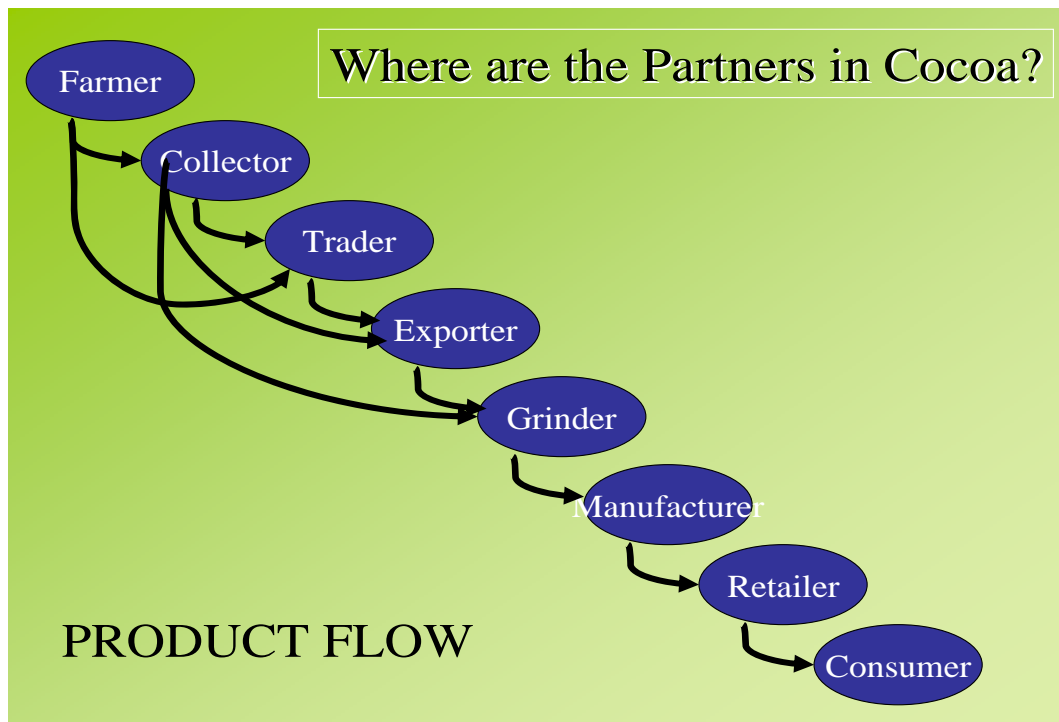 Where are the Partners in Cocoa?
Farmer
Collector
Trader
Exporter
Grinder
Manufacturer
Retailer
Consumer
PRODUCT FLOW